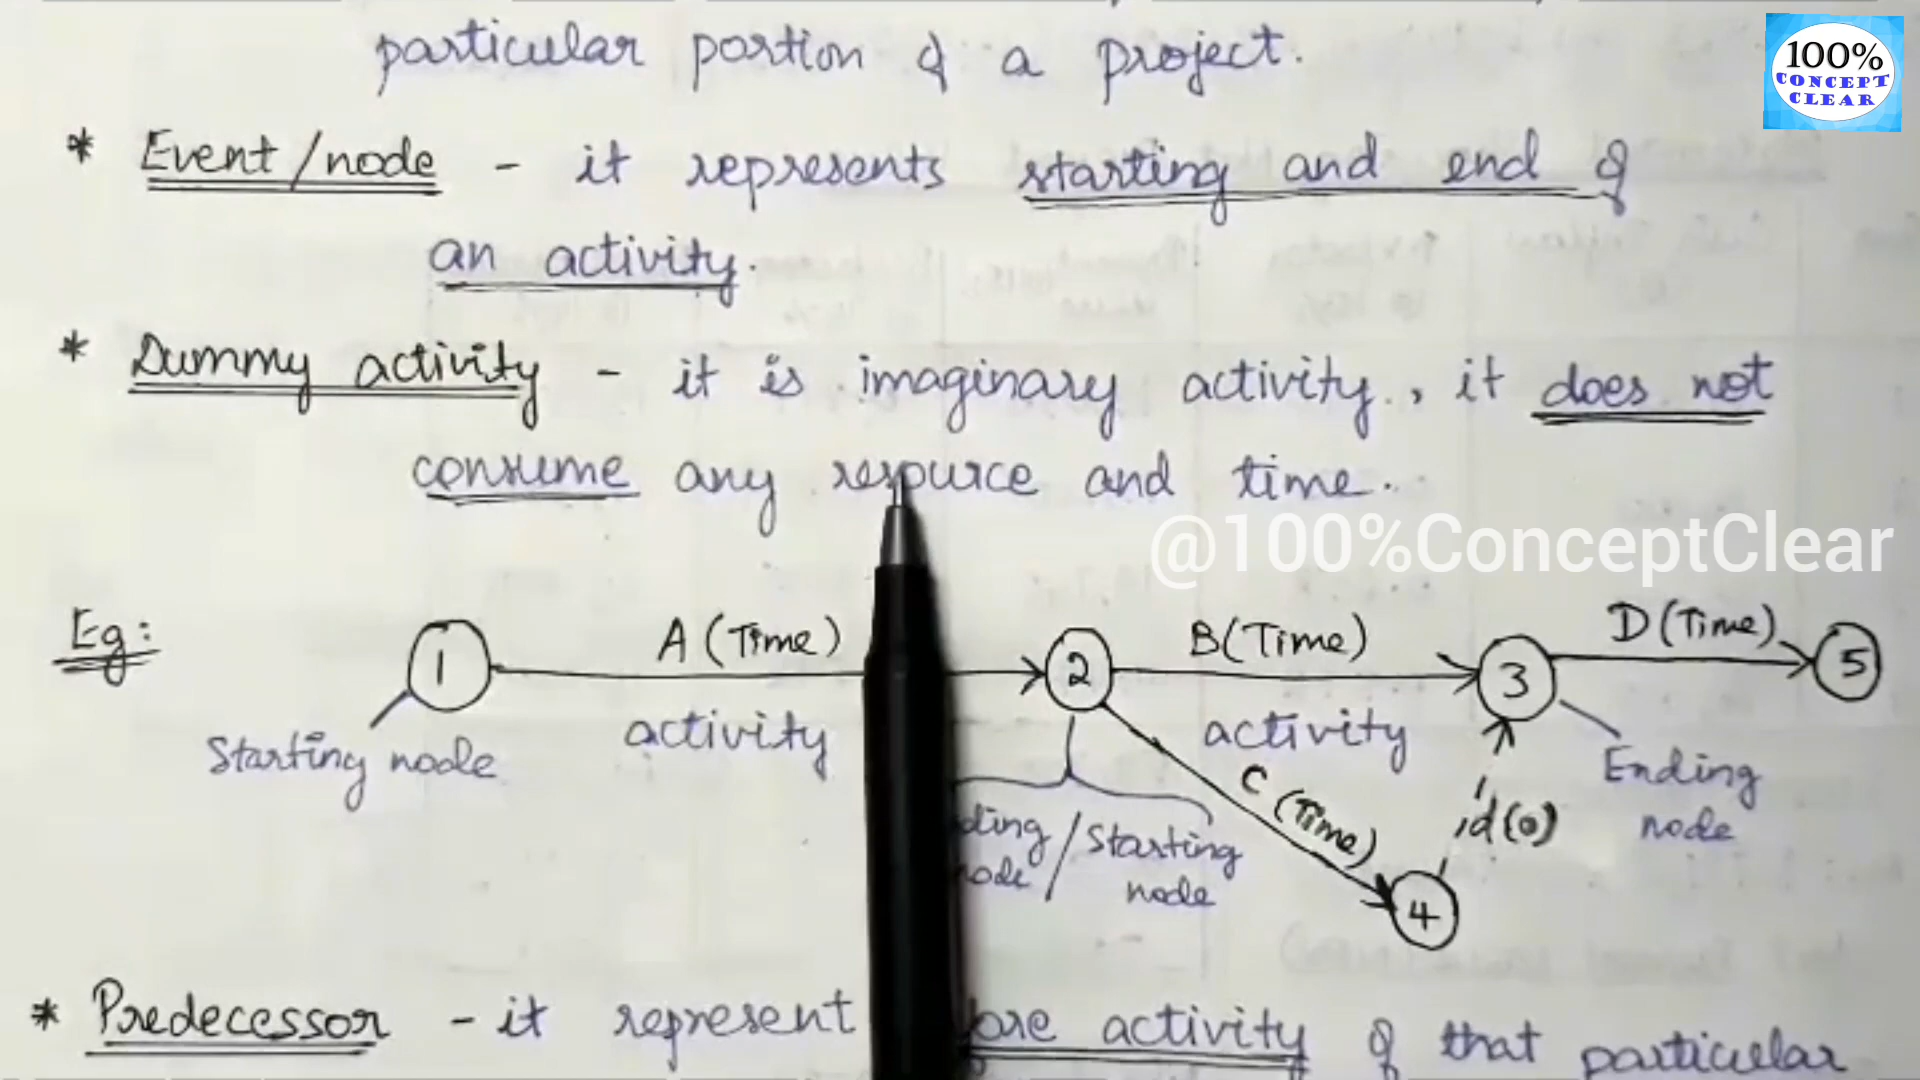 particular portion of a project.
100%
CONCEPT
CLEAR
* Event/node - it represents starting and end of
an activity.
* Dummy activity - it is imaginary activity, it does not
consume any resource and time.
@100%ConceptClear
Eg:
1 A (Time) 2 B(Time) 3 D(Time) 5
Starting node activity activity Ending
node
C (Time) d(0)
/ Starting
node
4
* Predecessor - it represent activity of that particular